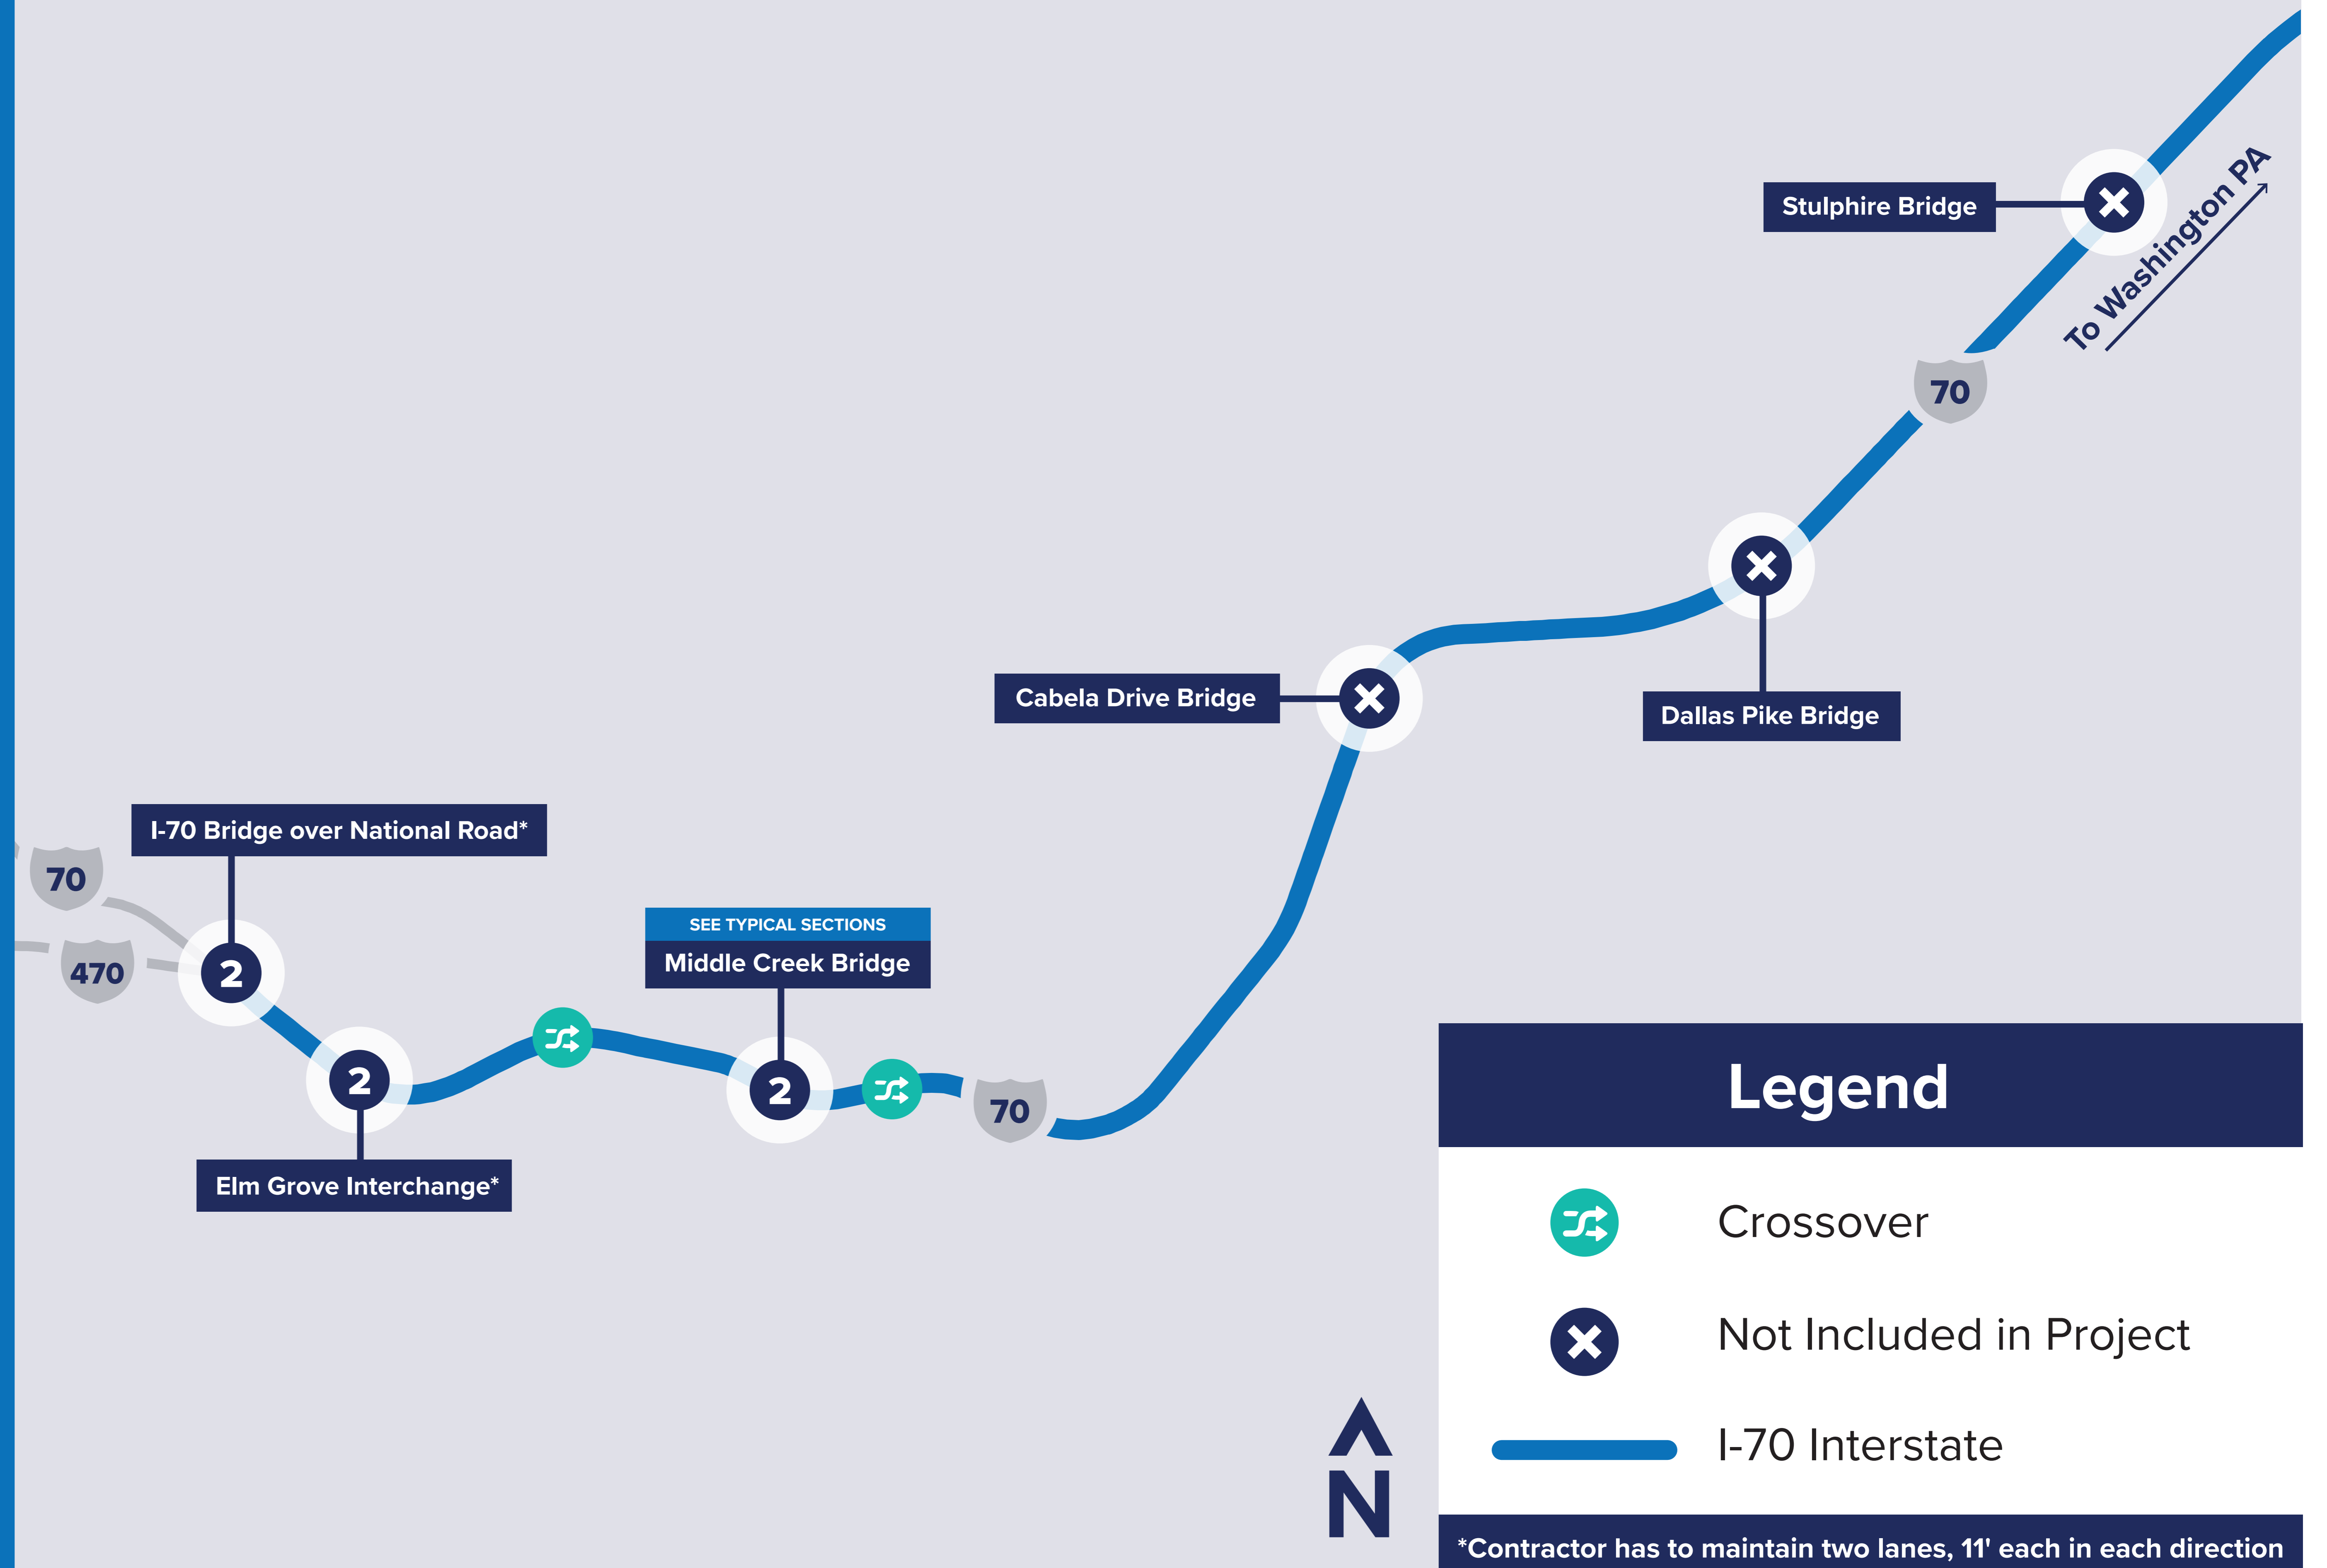 Stulphire Bridge
To Washington PA
70
Cabela Drive Bridge
Dallas Pike Bridge
I-70 Bridge over National Road*
70
470
2
SEE TYPICAL SECTIONS
Middle Creek Bridge
2
2
70
Elm Grove Interchange*
Legend
Crossover
Not Included in Project
I-70 Interstate
N
*Contractor has to maintain two lanes, 11' each in each direction